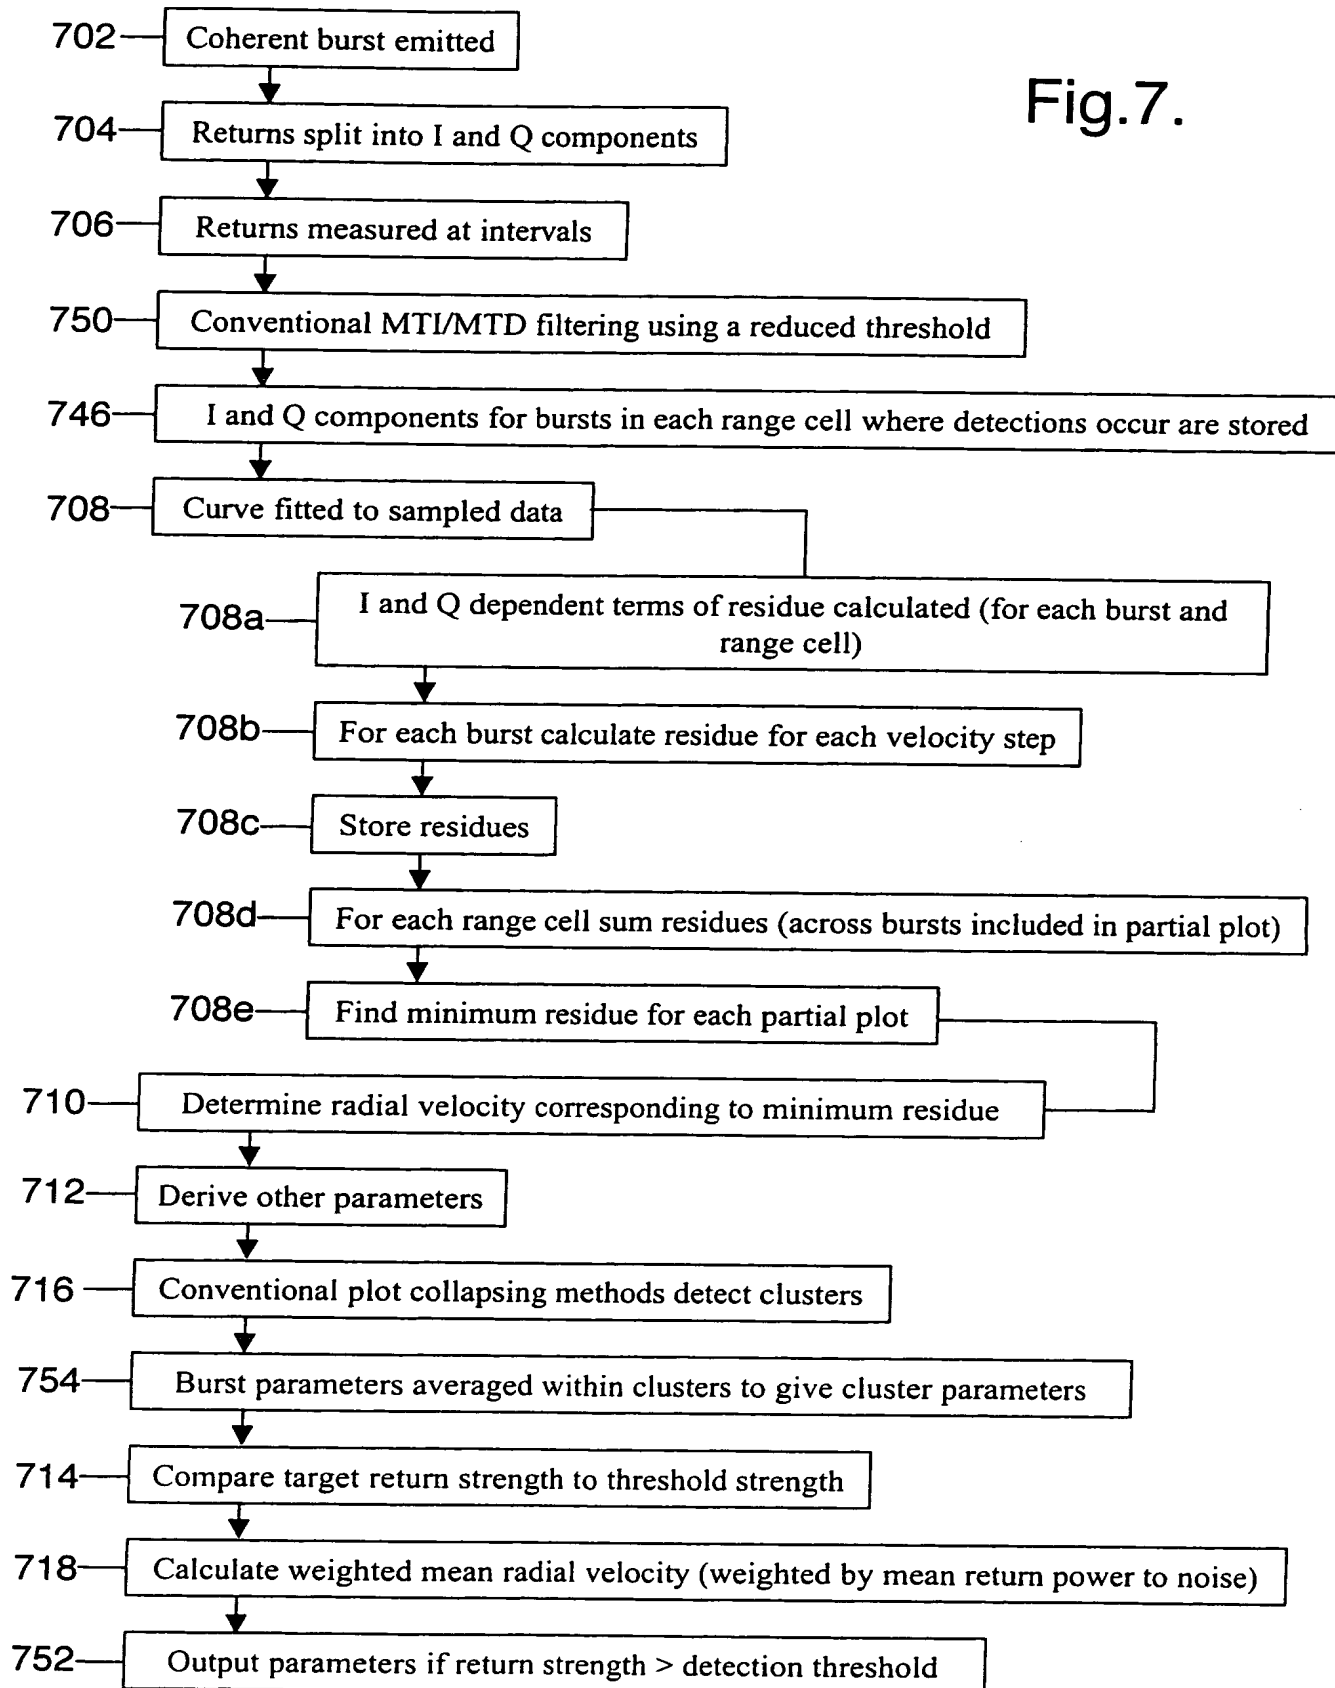 Fig.7.
702 Coherent burst emitted
704 Returns split into I and Q components
706 Returns measured at intervals
750 Conventional MTI/MTD filtering using a reduced threshold
746 I and Q components for bursts in each range cell where detections occur are stored
708 Curve fitted to sampled data
708a I and Q dependent terms of residue calculated (for each burst and
range cell)
708b For each burst calculate residue for each velocity step
708c Store residues
708d For each range cell sum residues (across bursts included in partial plot)
708e Find minimum residue for each partial plot
710 Determine radial velocity corresponding to minimum residue
712 Derive other parameters
716 Conventional plot collapsing methods detect clusters
754 Burst parameters averaged within clusters to give cluster parameters
714 Compare target return strength to threshold strength
718 Calculate weighted mean radial velocity (weighted by mean return power to noise)
752 Output parameters if return strength > detection threshold